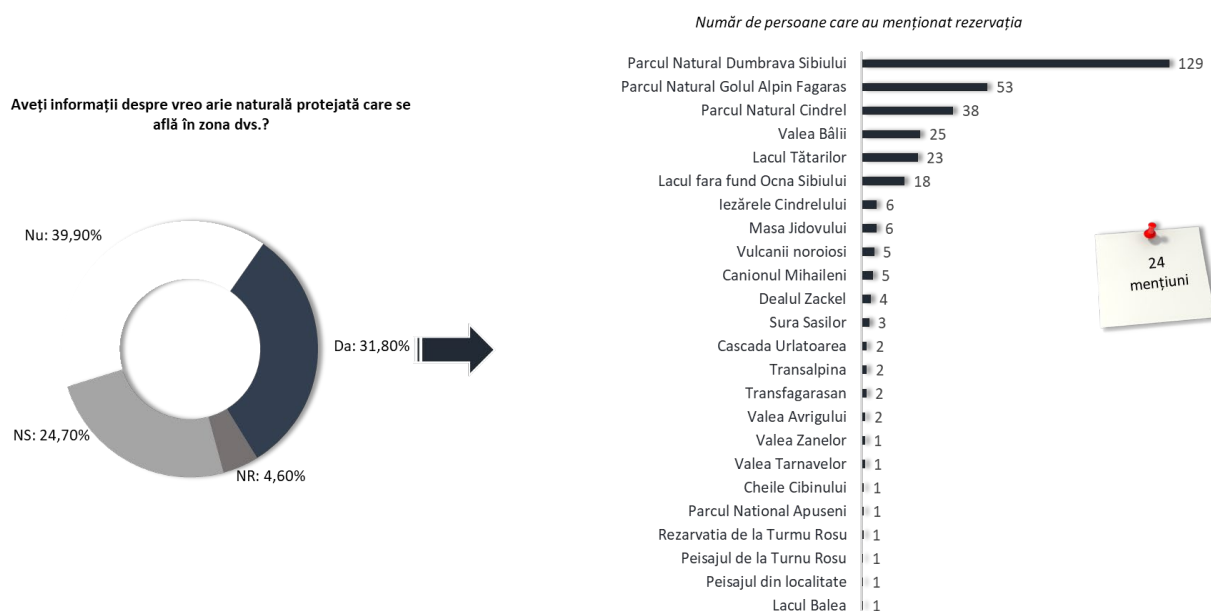 Număr de persoane care au menționat rezervația
Aveți informații despre vreo arie naturală protejată care se
află în zona dvs.?
Nu: 39,90%
Da: 31,80%
NS: 24,70%
NR: 4,60%
Parcul Natural Dumbrava Sibiului 129
Parcul Natural Golul Alpin Fagaras 53
Parcul Natural Cindrel 38
Valea Bâlii 25
Lacul Tătarilor 23
Lacul fara fund Ocna Sibiului 18
Iezărele Cindrelului 6
Masa Jidovului 6
Vulcanii noroiosi 5
Canionul Mihaileni 5
Dealul Zackel 4
Sura Sasilor 3
Cascada Urlatoarea 2
Transalpina 2
Transfagarasan 2
Valea Avrigului 2
Valea Zanelor 1
Valea Tarnavelor 1
Cheile Cibinului 1
Parcul National Apuseni 1
Rezarvatia de la Turmu Rosu 1
Peisajul de la Turnu Rosu 1
Peisajul din localitate 1
Lacul Balea 1
24
mențiuni